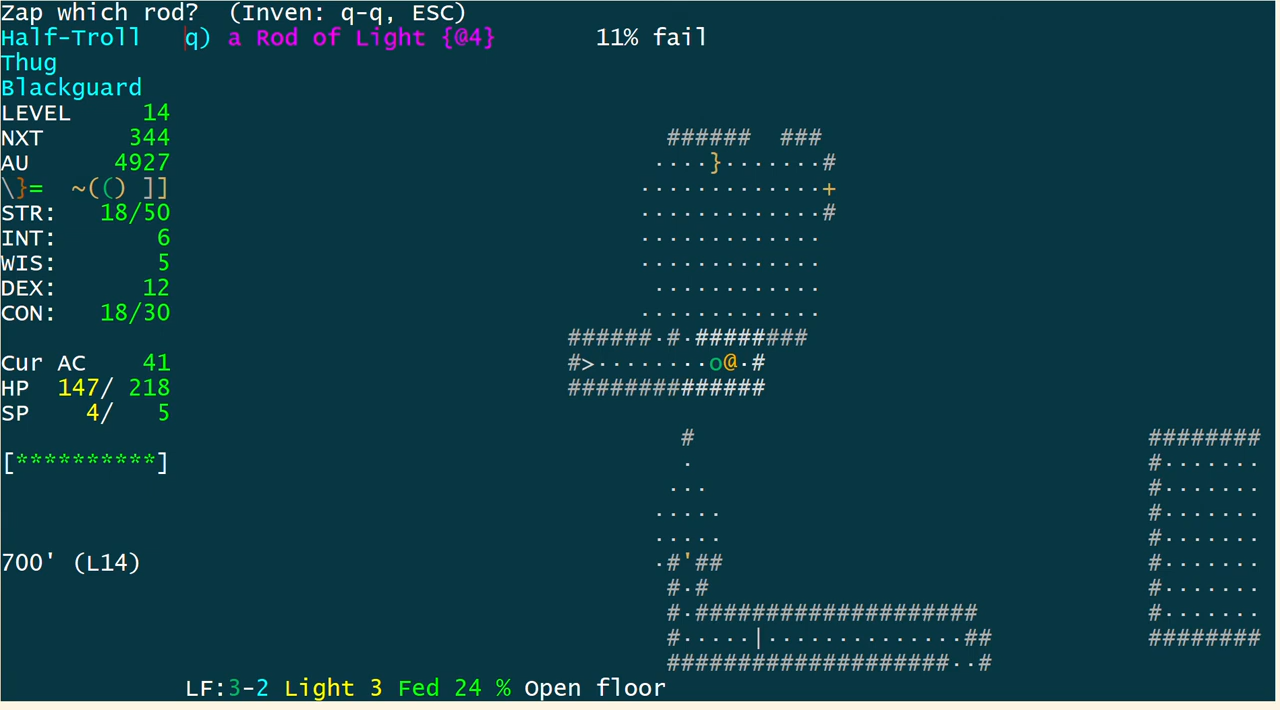 Zap which rod?  (Inven: q-q, ESC)
Half-Troll   q) a Rod of Light {@4}       11% fail
Thug
Blackguard
LEVEL     14
NXT      344
AU      4927
\}=  ~(() ]]
STR:   18/50
INT:       6
WIS:       5
DEX:      12
CON:   18/30
Cur AC    41
HP  147/ 218
SP    4/   5
[**********]
700' (L14)
###### ###
....}.......#
.............+
.............#
.............
.............
............
.............
######.#.########
#>........o@.#
##############
#
.
...
.....
.....
.#'##
#.#
#.####################
#.....|..............##
####################..#
########
#.......
#.......
#.......
#.......
#.......
#.......
#.......
########
LF:3-2 Light 3 Fed 24 % Open floor